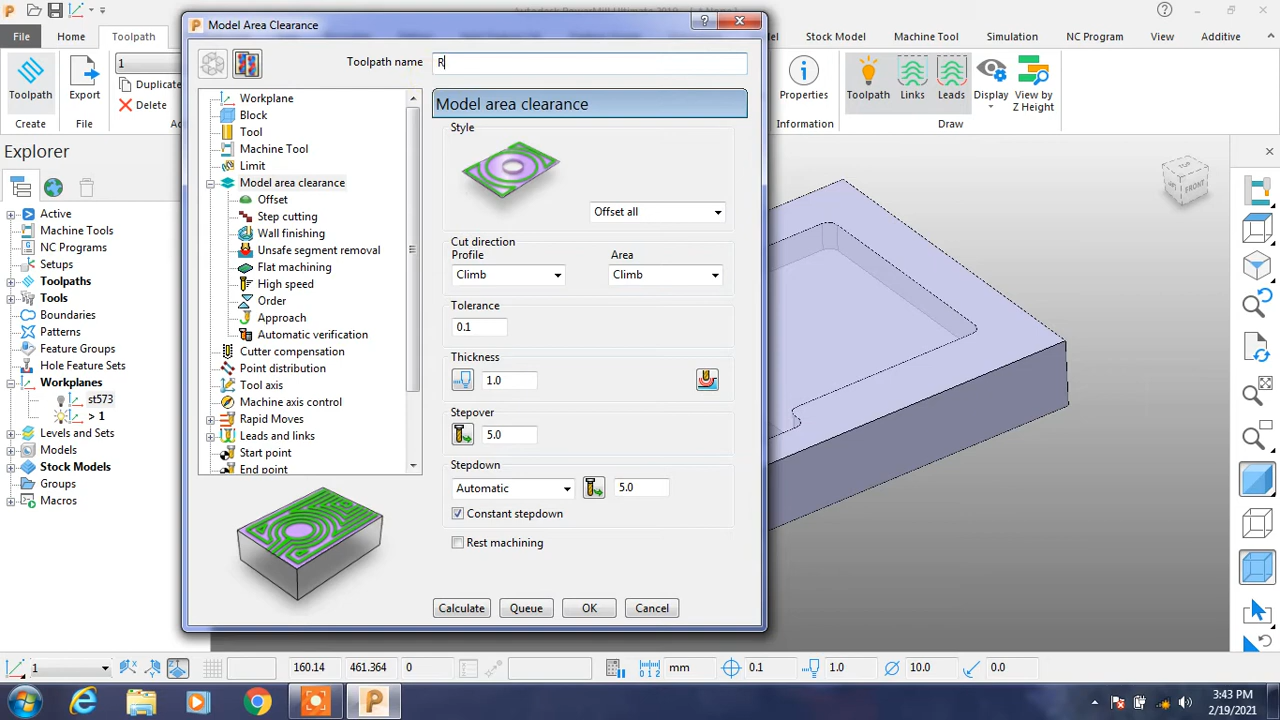 Model Area Clearance
File
Home
Toolpath
Stock Model
Machine Tool
Simulation
NC Program
View
Additive
Toolpath
Export
1
Duplicate
Delete
Properties
Toolpath
Links
Leads
Display
View by
Z Height
Create
File
Information
Draw
Explorer
Active
Machine Tools
NC Programs
Setups
Toolpaths
Tools
Boundaries
Patterns
Feature Groups
Hole Feature Sets
Workplanes
st573
> 1
Levels and Sets
Models
Stock Models
Groups
Macros
Toolpath name
R
Workplane
Block
Tool
Machine Tool
Limit
Model area clearance
Offset
Step cutting
Wall finishing
Unsafe segment removal
Flat machining
High speed
Order
Approach
Automatic verification
Cutter compensation
Point distribution
Tool axis
Machine axis control
Rapid Moves
Leads and links
Start point
End point
Model area clearance
Style
Offset all
Cut direction
Profile
Area
Climb
Climb
Tolerance
0.1
Thickness
1.0
Stepover
5.0
Stepdown
Automatic
5.0
Constant stepdown
Rest machining
Calculate
Queue
OK
Cancel
TOP
FRONT
1
160.14
461.364
0
mm
0.1
1.0
10.0
0.0
3:43 PM
2/19/2021